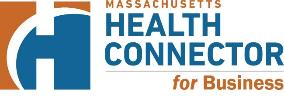 MASSACHUSETTS
HEALTH
CONNECTOR
for Business